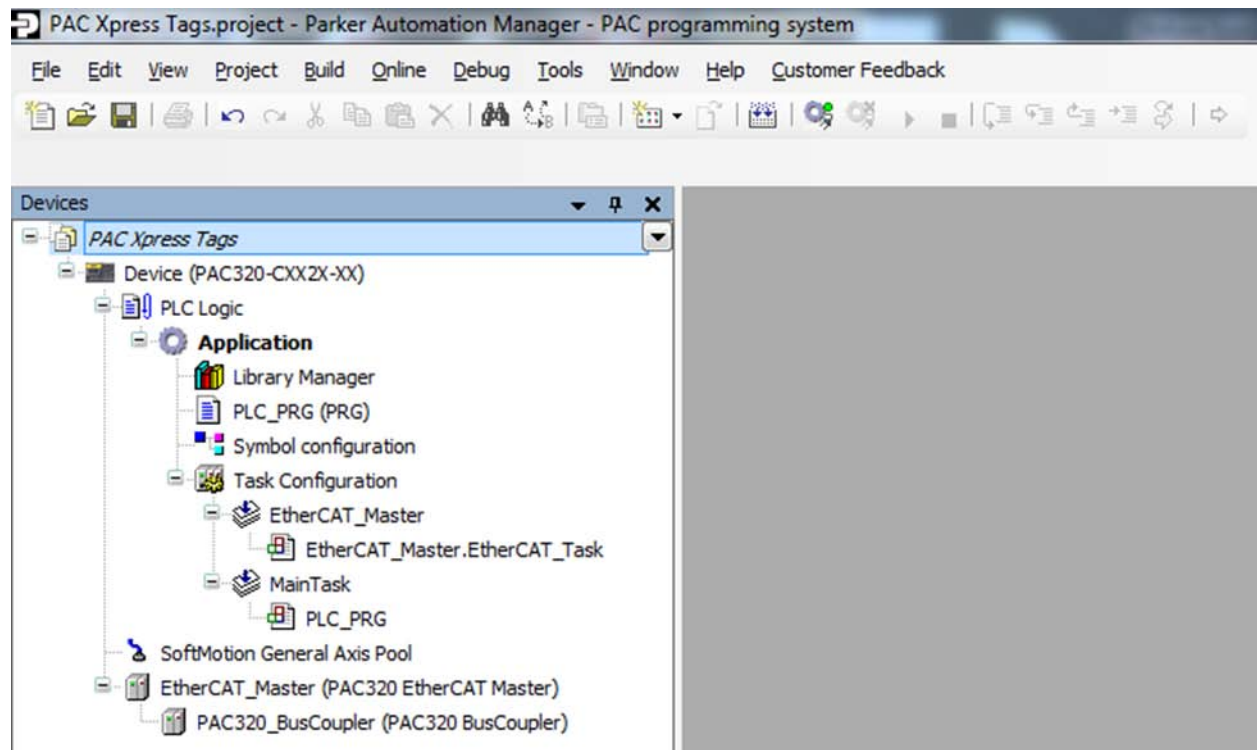 PAC Xpress Tags.project - Parker Automation Manager - PAC programming system
File Edit View Project Build Online Debug Tools Window Help Customer Feedback
Devices
PAC Xpress Tags
Device (PAC320-CXX2X-XX)
PLC Logic
Application
Library Manager
PLC_PRG (PRG)
Symbol configuration
Task Configuration
EtherCAT_Master
EtherCAT_Master.EtherCAT_Task
MainTask
PLC_PRG
SoftMotion General Axis Pool
EtherCAT_Master (PAC320 EtherCAT Master)
PAC320_BusCoupler (PAC320 BusCoupler)